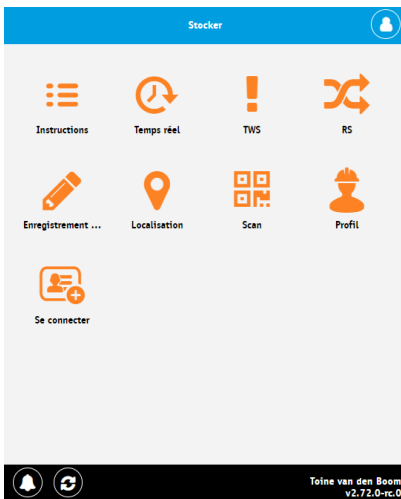 Stocker
Instructions
Temps réel
TWS
RS
Enregistrement ...
Localisation
Scan
Profil
Se connecter
Toine van den Boom
v2.72.0-rc.0